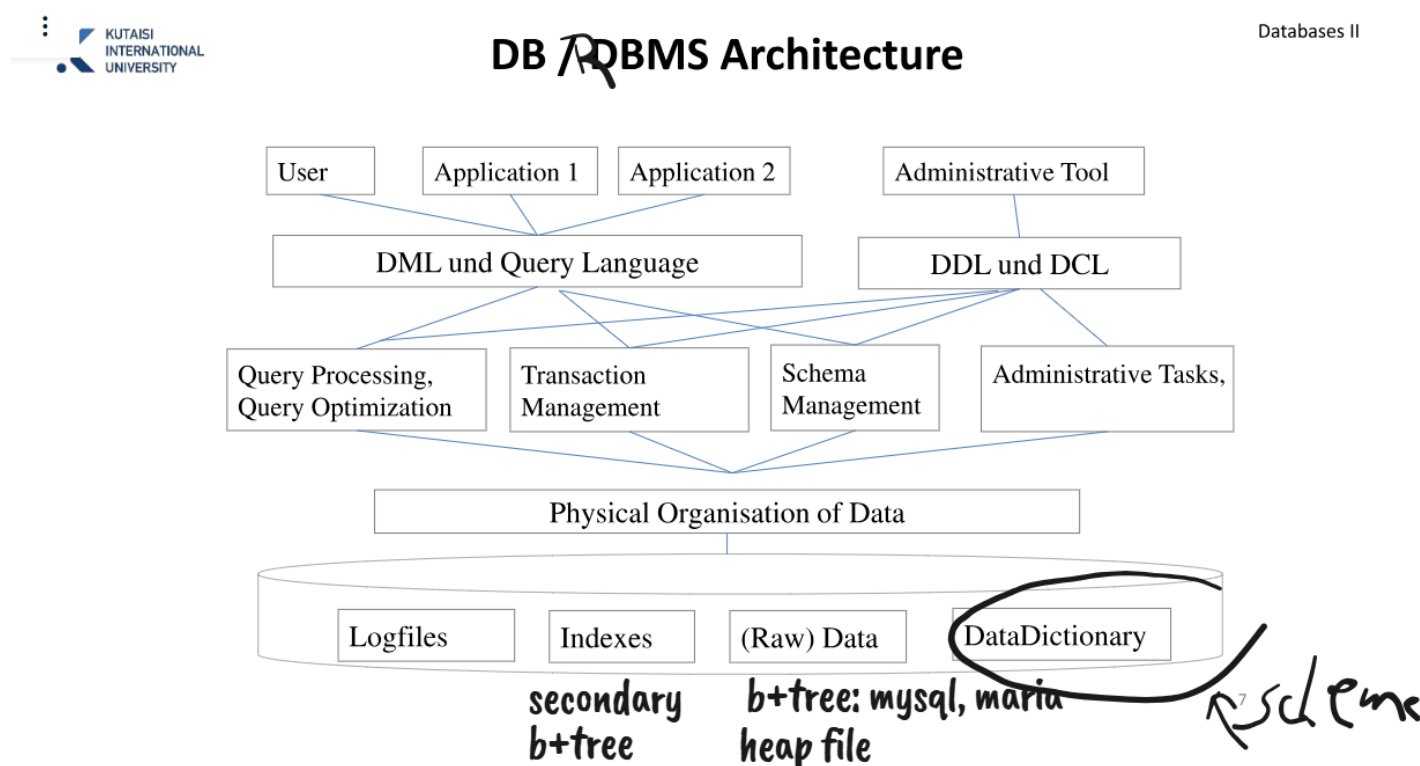 KUTAISI
INTERNATIONAL
UNIVERSITY
DB /RDBMS Architecture
Databases II
User
Application 1
Application 2
Administrative Tool
DML und Query Language
DDL und DCL
Query Processing,
Query Optimization
Transaction
Management
Schema
Management
Administrative Tasks,
Physical Organisation of Data
Logfiles
Indexes
(Raw) Data
DataDictionary
secondary
b+tree
b+tree: mysql, maria
heap file
7
scheme